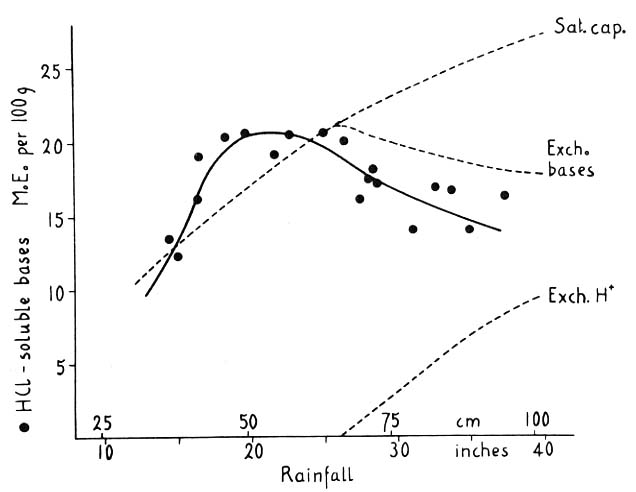 Sat. cap.
25
20
Exch.
bases
15
10
Exch. H+
5
● HCl-soluble bases M.E. per 100g
25 50 75 cm 100
10 20 30 inches 40
Rainfall